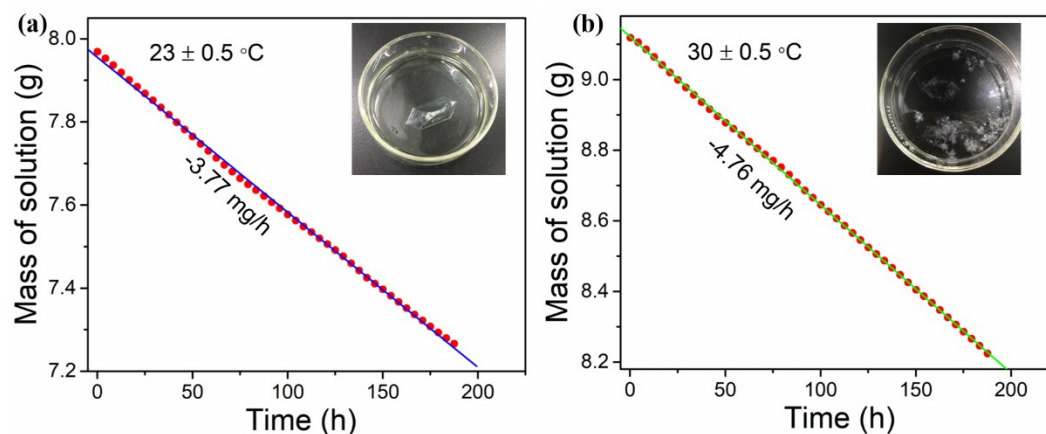 (a)
23 ± 0.5 °C
-3.77 mg/h
Mass of solution (g)
8.0
7.8
7.6
7.4
7.2
0 50 100 150 200
Time (h)
(b)
30 ± 0.5 °C
-4.76 mg/h
Mass of solution (g)
9.0
8.8
8.6
8.4
8.2
0 50 100 150 200
Time (h)